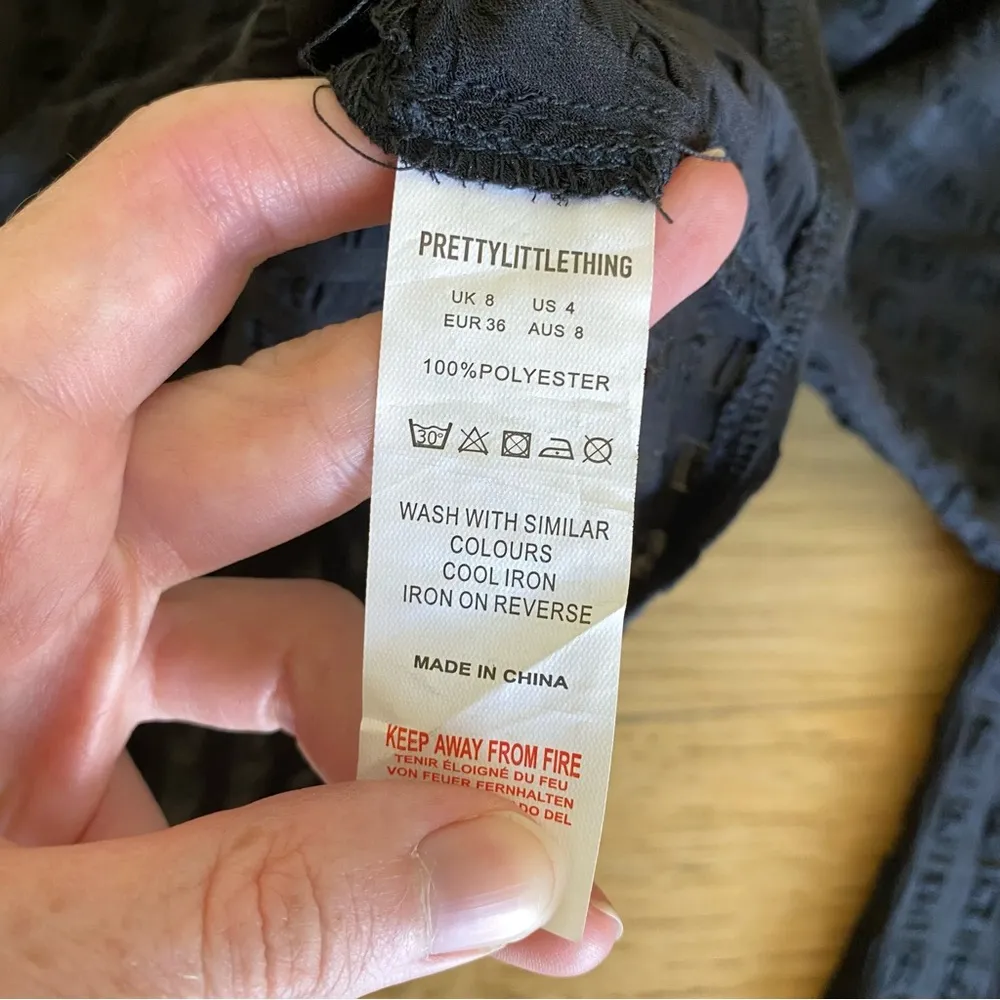 PRETTYLITTLETHING
UK 8 US 4
EUR 36 AUS 8
100%POLYESTER
30°
WASH WITH SIMILAR
COLOURS
COOL IRON
IRON ON REVERSE
MADE IN CHINA
KEEP AWAY FROM FIRE
TENIR ÉLOIGNÉ DU FEU
VON FEUER FERNHALTEN
DEL